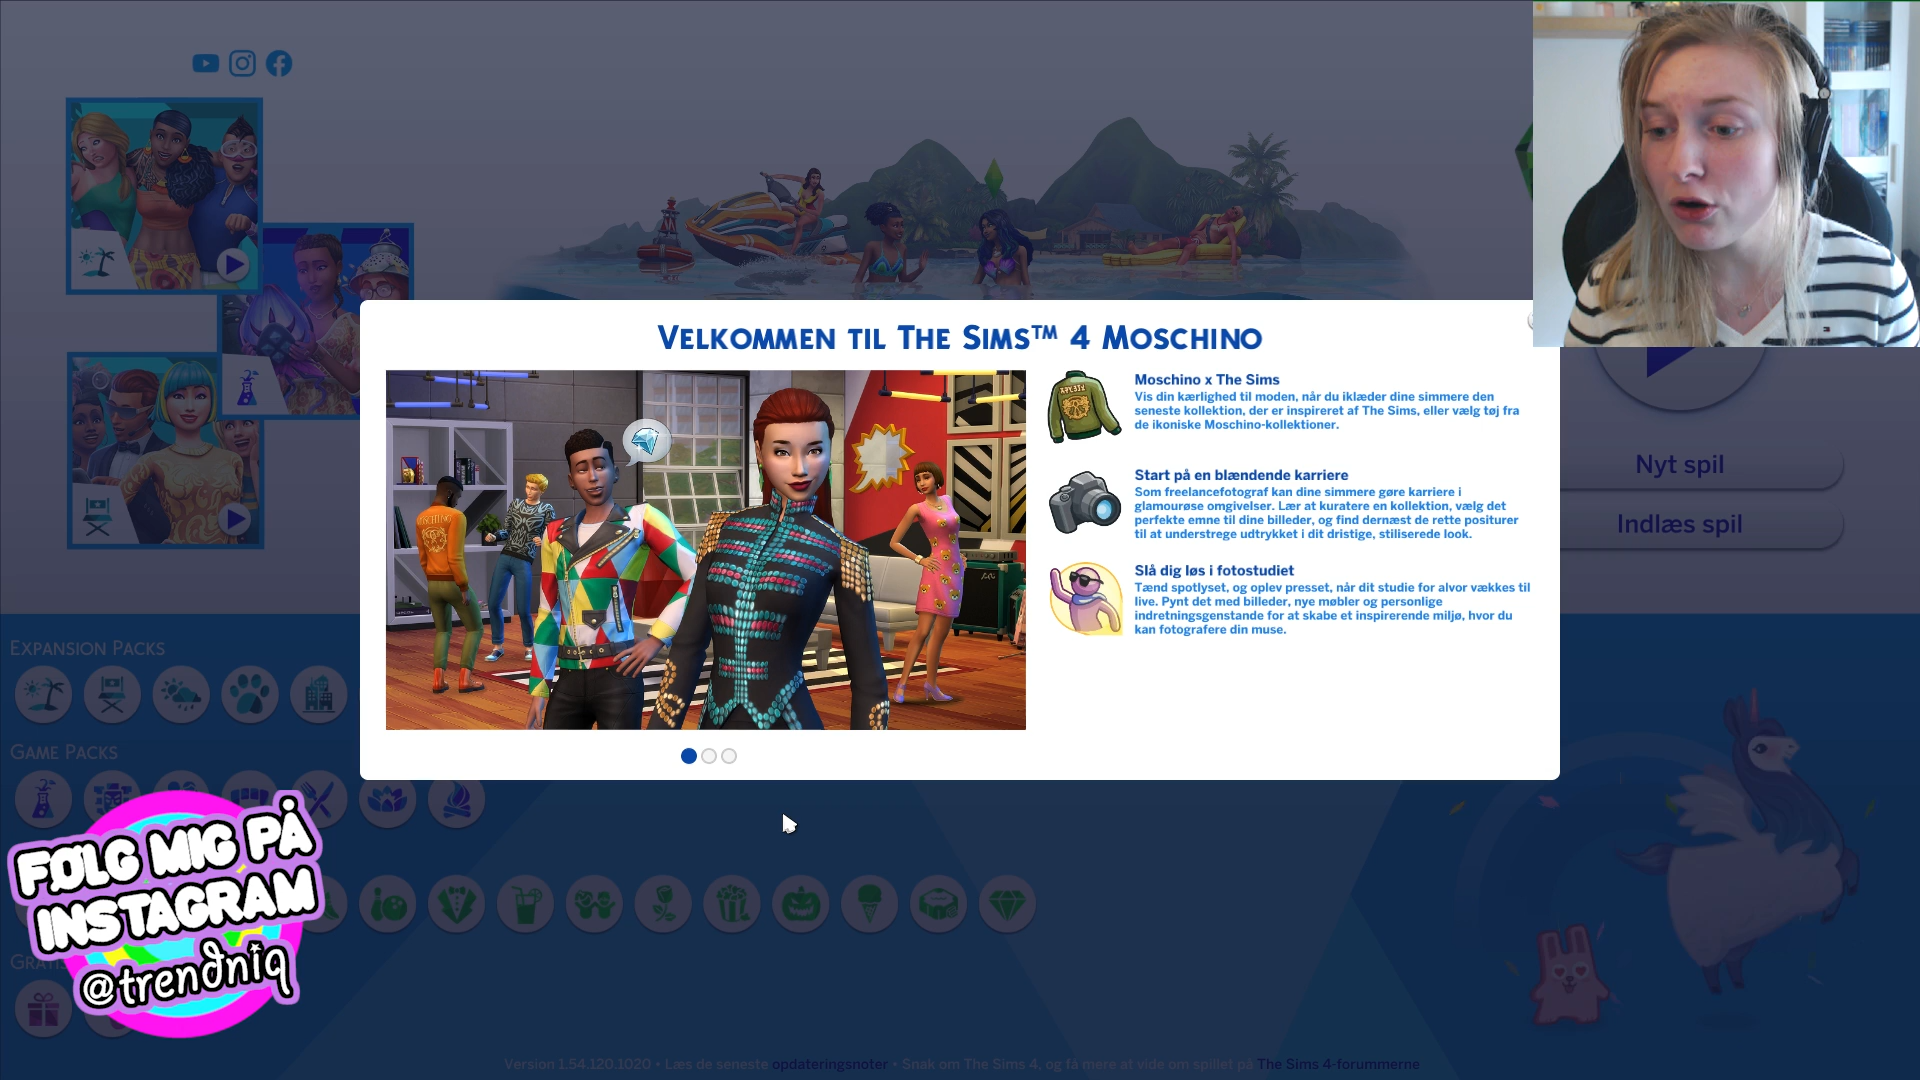 VELKOMMEN TIL THE SIMS™ 4 MOSCHINO
Moschino x The Sims
Vis din kærlighed til moden, når du iklæder dine simmere den
seneste kollektion, der er inspireret af The Sims, eller vælg tøj fra
de ikoniske Moschino-kollektioner.
Start på en blændende karriere
Som freelancefotograf kan dine simmere gøre karriere i
glamourøse omgivelser. Lær at kuratere en kollektion, vælg det
perfekte emne til dine billeder, og find dernæst de rette positurer
til at understrege udtrykket i dit dristige, stiliserede look.
Slå dig løs i fotostudiet
Tænd spotlyset, og oplev presset, når dit studie for alvor vækkes til
live. Pynt det med billeder, nye møbler og personlige
indretningsgenstande for at skabe et inspirerende miljø, hvor du
kan fotografere din muse.
Nyt spil
Indlæs spil
EXPANSION PACKS
GAME PACKS
FØLG MIG PÅ
INSTAGRAM
@trendniq
Version 1.54.120.1020 • Læs de seneste opdateringsnoter • Snak om The Sims 4, og få mere at vide om spillet på The Sims 4-forummerne